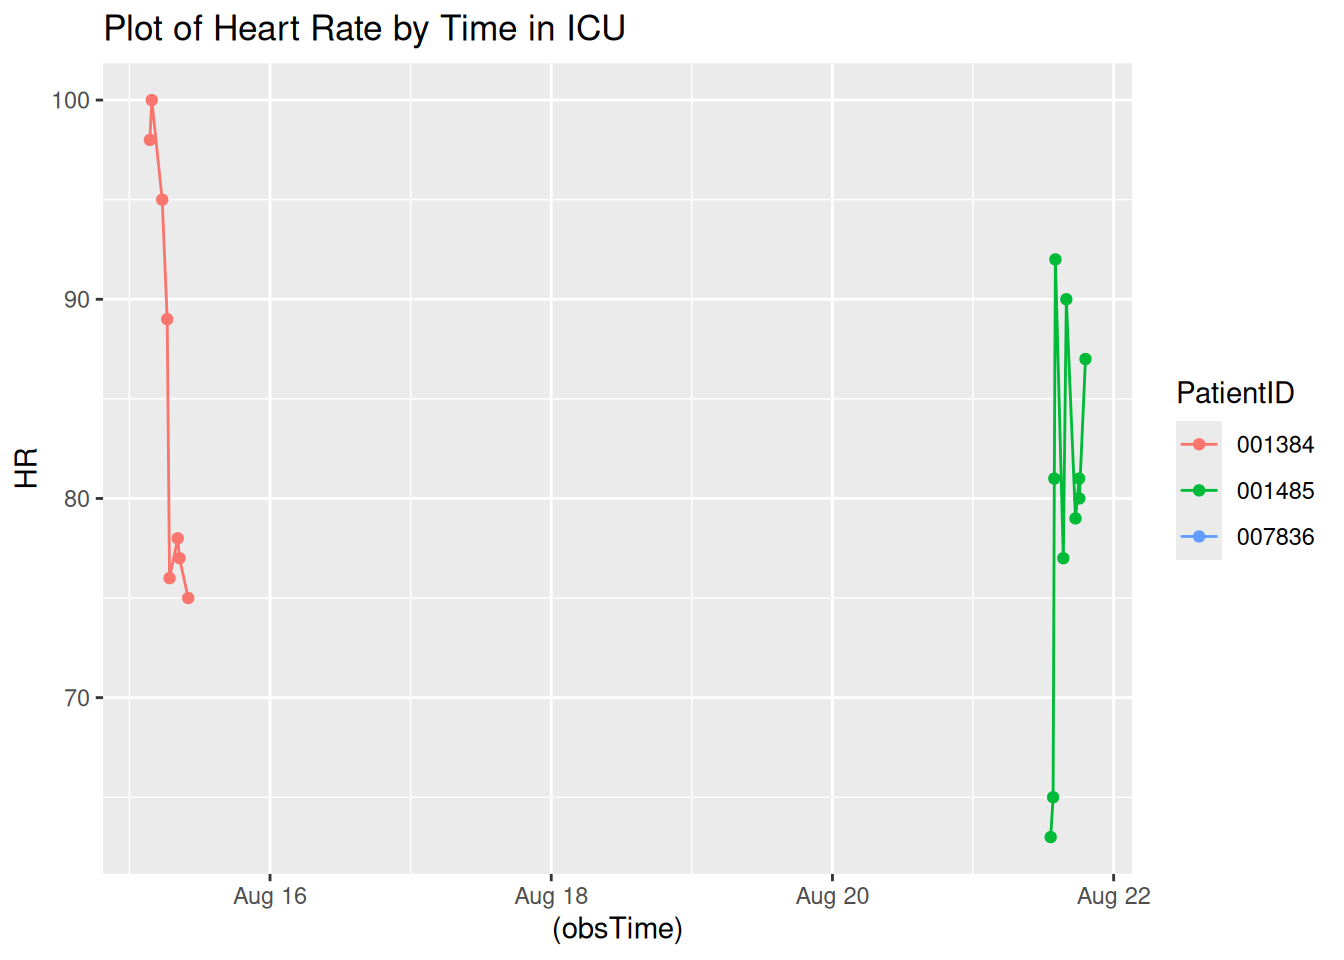 Plot of Heart Rate by Time in ICU
100
90
80
70
HR
Aug 16
Aug 18
Aug 20
Aug 22
(obsTime)
PatientID
001384
001485
007836